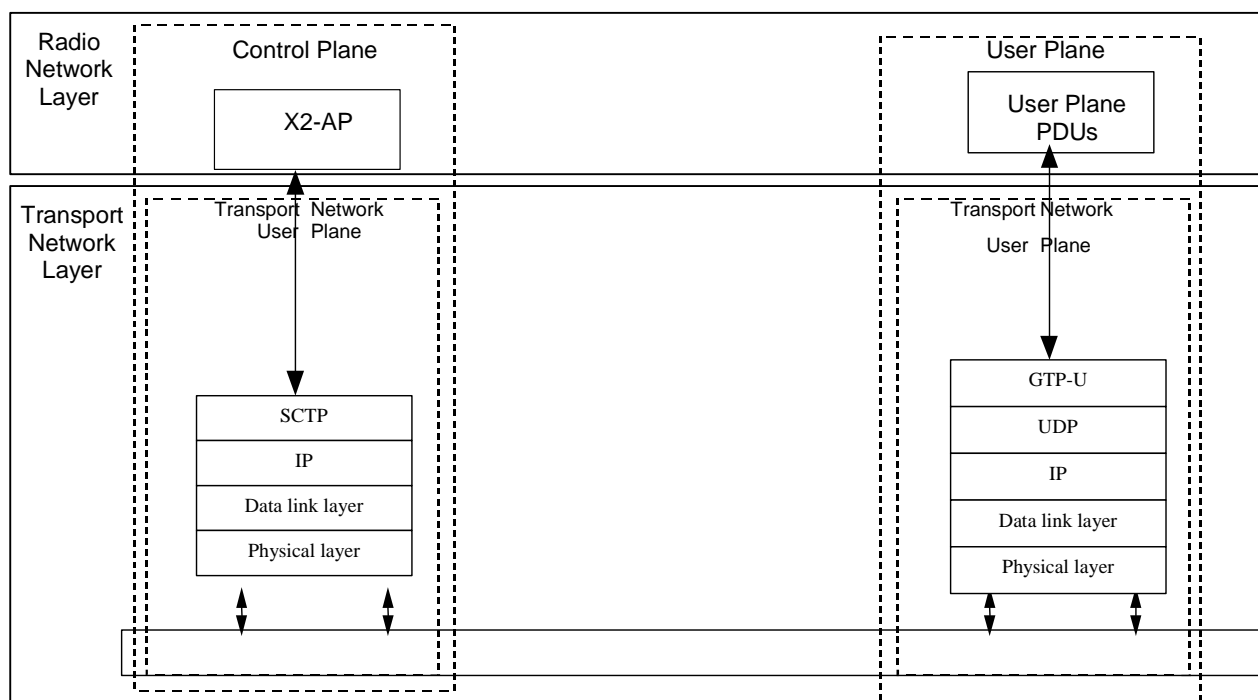 Radio
Network
Layer
Control Plane
X2-AP
User Plane
User Plane
PDUs
Transport
Network
Layer
Transport Network
User Plane
SCTP
IP
Data link layer
Physical layer
Transport Network
User Plane
GTP-U
UDP
IP
Data link layer
Physical layer